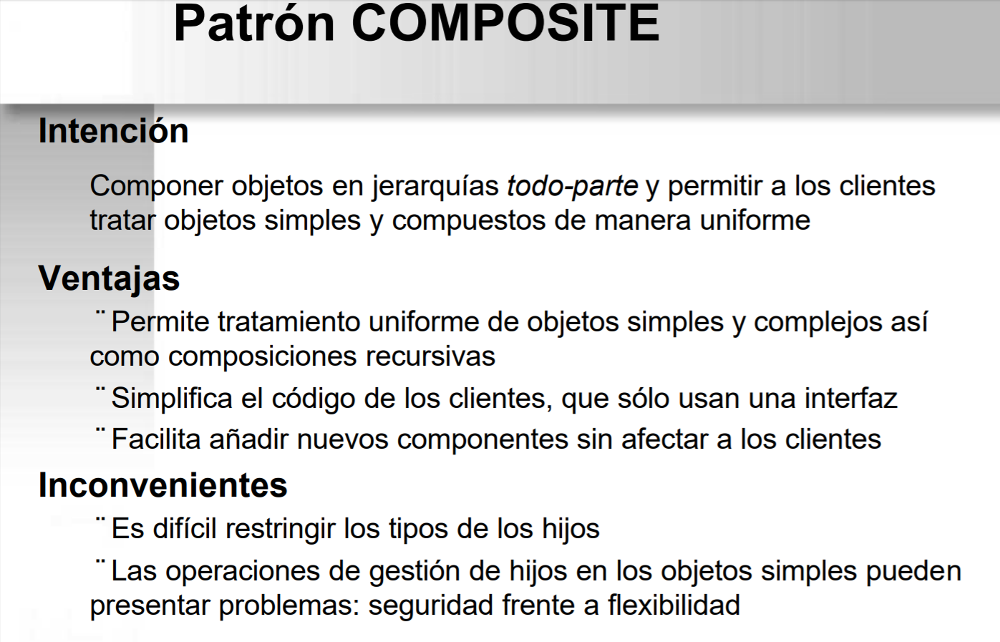 Patrón COMPOSITE
Intención
Componer objetos en jerarquías todo-parte y permitir a los clientes
tratar objetos simples y compuestos de manera uniforme
Ventajas
¨ Permite tratamiento uniforme de objetos simples y complejos así
como composiciones recursivas
¨ Simplifica el código de los clientes, que sólo usan una interfaz
¨ Facilita añadir nuevos componentes sin afectar a los clientes
Inconvenientes
¨ Es difícil restringir los tipos de los hijos
¨ Las operaciones de gestión de hijos en los objetos simples pueden
presentar problemas: seguridad frente a flexibilidad